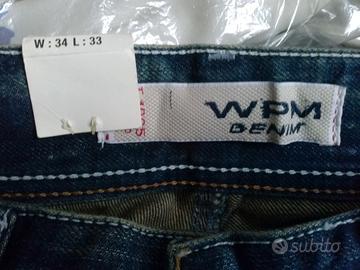 W : 34 L : 33
WPM
DENIM
subito